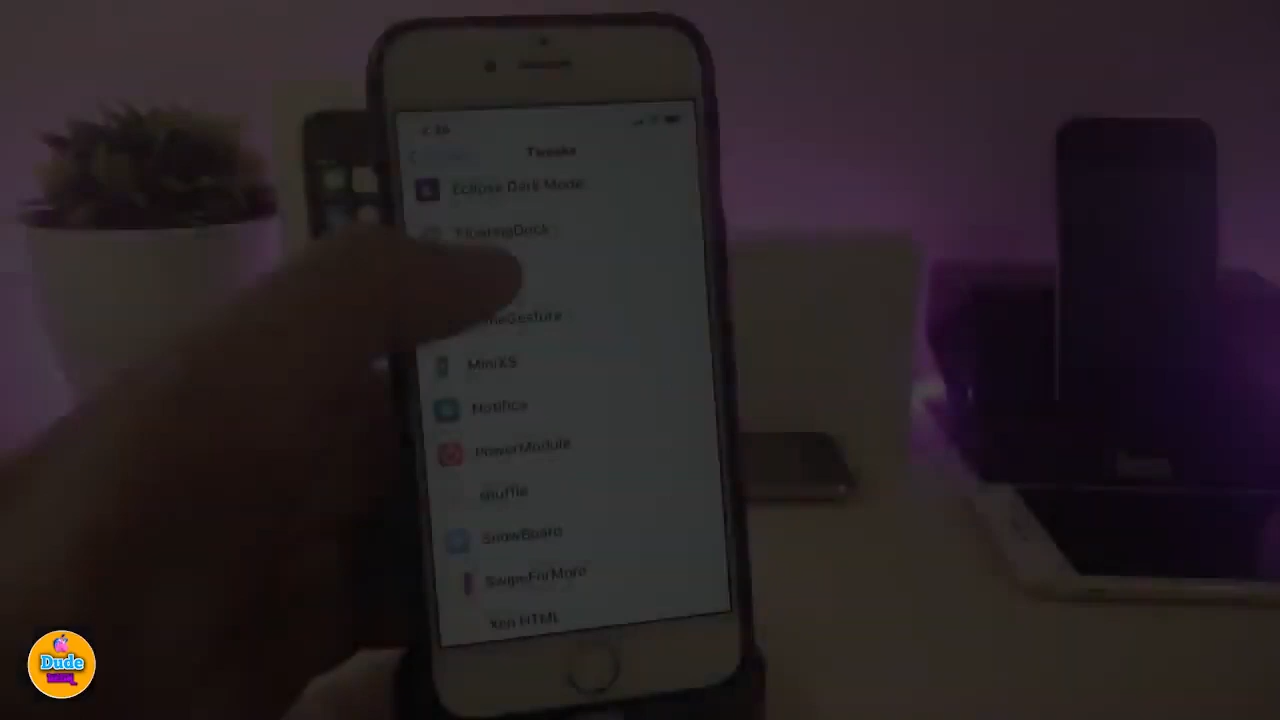 Tweaks
Eclipse Dark Mode
FloatingDock
MiniXS
Notifica
PowerModule
shuffle
SnowBoard
SwipeForMore
Xen HTML
Dude